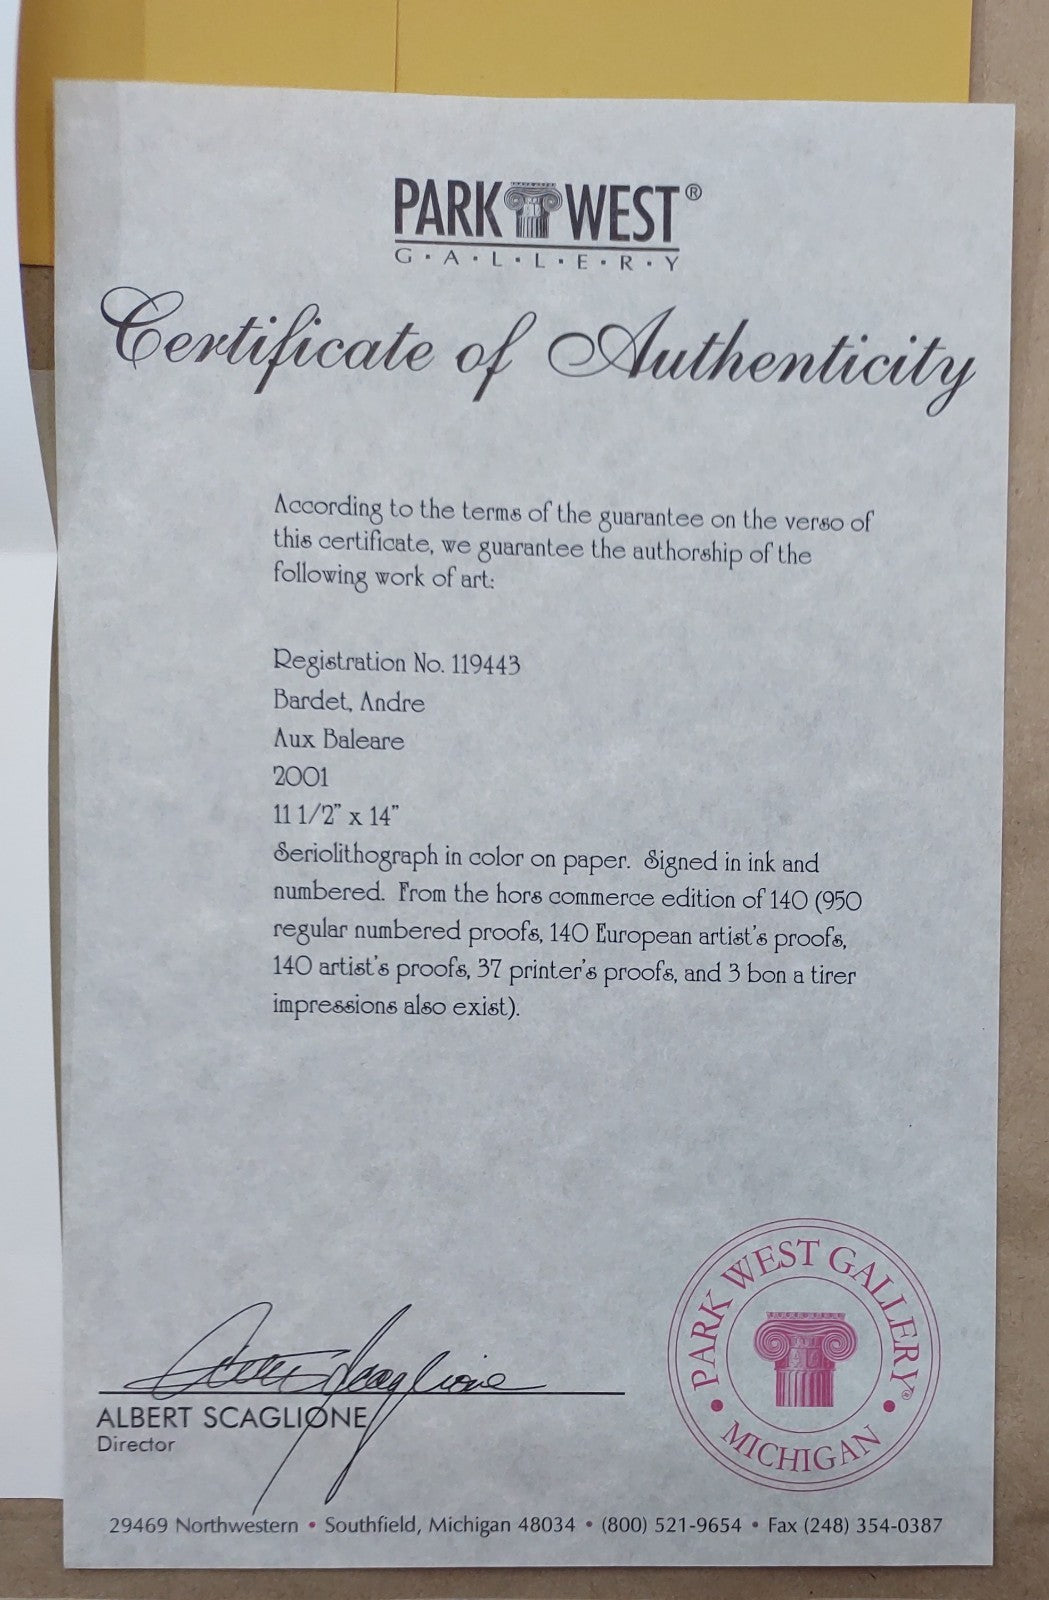 PARK WEST®
G·A·L·L·E·R·Y
Certificate of Authenticity
According to the terms of the guarantee on the verso of
this certificate, we guarantee the authorship of the
following work of art:
Registration No. 119443
Bardet, Andre
Aux Baleare
2001
11 1/2” x 14”
Seriolithograph in color on paper. Signed in ink and
numbered. From the hors commerce edition of 140 (950
regular numbered proofs, 140 European artist's proofs,
140 artist's proofs, 37 printer's proofs, and 3 bon a tirer
impressions also exist).
PARK WEST GALLERY®
• MICHIGAN •
ALBERT SCAGLIONE
Director
29469 Northwestern • Southfield, Michigan 48034 • (800) 521-9654 • Fax (248) 354-0387